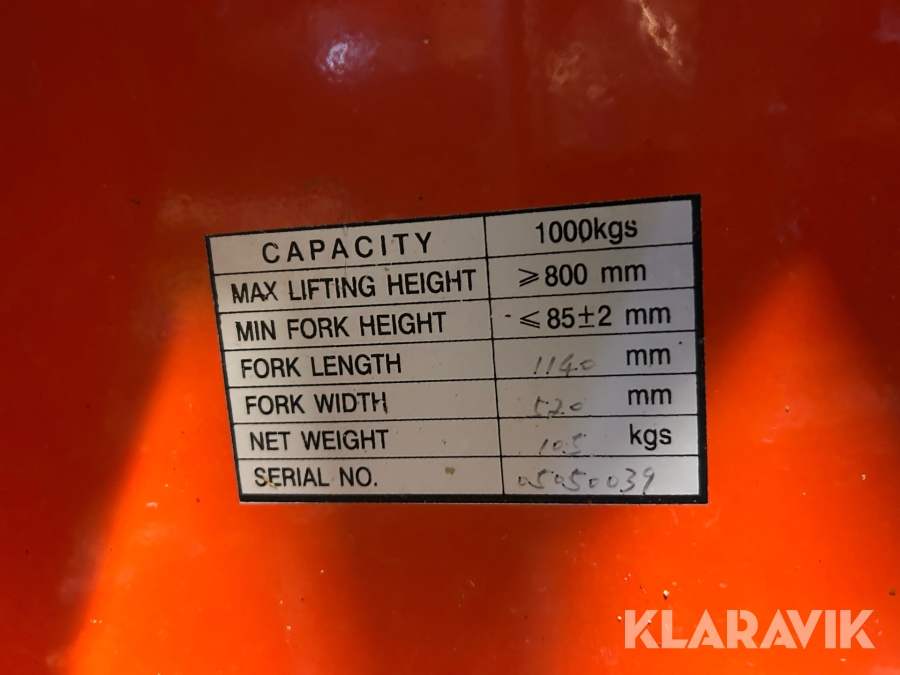 CAPACITY 1000kgs
MAX LIFTING HEIGHT ≥800 mm
MIN FORK HEIGHT ≤ 85±2 mm
FORK LENGTH 1140 mm
FORK WIDTH 520 mm
NET WEIGHT 105 kgs
SERIAL NO. 05050039
KLARAVIK